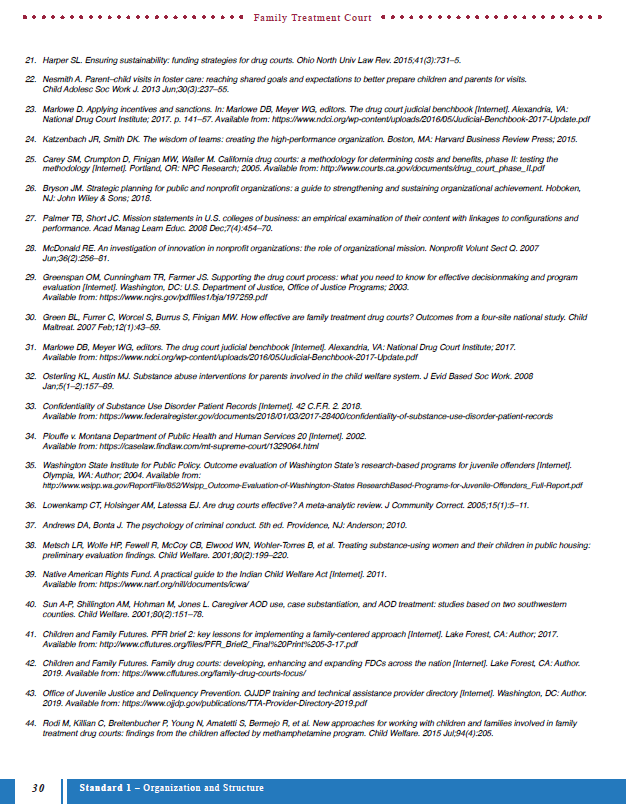 Family Treatment Court
21. Harper SL. Ensuring sustainability: funding strategies for drug courts. Ohio North Univ Law Rev. 2015;41(3):731–5.
22. Nesmith A. Parent–child visits in foster care: reaching shared goals and expectations to better prepare children and parents for visits.
Child Adolesc Soc Work J. 2013 Jun;30(3):237–55.
23. Marlowe D. Applying incentives and sanctions. In: Marlowe DB, Meyer WG, editors. The drug court judicial benchbook [Internet]. Alexandria, VA:
National Drug Court Institute; 2017. p. 141–57. Available from: https://www.ndci.org/wp-content/uploads/2016/05/Judicial-Benchbook-2017-Update.pdf
24. Katzenbach JR, Smith DK. The wisdom of teams: creating the high-performance organization. Boston, MA: Harvard Business Review Press; 2015.
25. Carey SM, Crumpton D, Finigan MW, Waller M. California drug courts: a methodology for determining costs and benefits, phase II: testing the
methodology [Internet]. Portland, OR: NPC Research; 2005. Available from: http://www.courts.ca.gov/documents/drug_court_phase_II.pdf
26. Bryson JM. Strategic planning for public and nonprofit organizations: a guide to strengthening and sustaining organizational achievement. Hoboken,
NJ: John Wiley & Sons; 2018.
27. Palmer TB, Short JC. Mission statements in U.S. colleges of business: an empirical examination of their content with linkages to configurations and
performance. Acad Manag Learn Educ. 2008 Dec;7(4):454–70.
28. McDonald RE. An investigation of innovation in nonprofit organizations: the role of organizational mission. Nonprofit Volunt Sect Q. 2007
Jun;36(2):256–81.
29. Greenspan OM, Cunningham TR, Farmer JS. Supporting the drug court process: what you need to know for effective decisionmaking and program
evaluation [Internet]. Washington, DC: U.S. Department of Justice, Office of Justice Programs; 2003.
Available from: https://www.ncjrs.gov/pdffiles1/bja/197259.pdf
30. Green BL, Furrer C, Worcel S, Burrus S, Finigan MW. How effective are family treatment drug courts? Outcomes from a four-site national study. Child
Maltreat. 2007 Feb;12(1):43–59.
31. Marlowe DB, Meyer WG, editors. The drug court judicial benchbook [Internet]. Alexandria, VA: National Drug Court Institute; 2017.
Available from: https://www.ndci.org/wp-content/uploads/2016/05/Judicial-Benchbook-2017-Update.pdf
32. Osterling KL, Austin MJ. Substance abuse interventions for parents involved in the child welfare system. J Evid Based Soc Work. 2008
Jan;5(1–2):157–89.
33. Confidentiality of Substance Use Disorder Patient Records [Internet]. 42 C.F.R. 2. 2018.
Available from: https://www.federalregister.gov/documents/2018/01/03/2017-28400/confidentiality-of-substance-use-disorder-patient-records
34. Plouffe v. Montana Department of Public Health and Human Services 20 [Internet]. 2002.
Available from: https://caselaw.findlaw.com/mt-supreme-court/1329064.html
35. Washington State Institute for Public Policy. Outcome evaluation of Washington State's research-based programs for juvenile offenders [Internet].
Olympia, WA: Author; 2004. Available from:
http://www.wsipp.wa.gov/ReportFile/852/Wsipp_Outcome-Evaluation-of-Washington-States ResearchBased-Programs-for-Juvenile-Offenders_Full-Report.pdf
36. Lowenkamp CT, Holsinger AM, Latessa EJ. Are drug courts effective? A meta-analytic review. J Community Correct. 2005;15(1):5–11.
37. Andrews DA, Bonta J. The psychology of criminal conduct. 5th ed. Providence, NJ: Anderson; 2010.
38. Metsch LR, Wolfe HP, Fewell R, McCoy CB, Elwood WN, Wohler-Torres B, et al. Treating substance-using women and their children in public housing:
preliminary evaluation findings. Child Welfare. 2001;80(2):199–220.
39. Native American Rights Fund. A practical guide to the Indian Child Welfare Act [Internet]. 2011.
Available from: https://www.narf.org/nill/documents/icwa/
40. Sun A-P, Shillington AM, Hohman M, Jones L. Caregiver AOD use, case substantiation, and AOD treatment: studies based on two southwestern
counties. Child Welfare. 2001;80(2):151–78.
41. Children and Family Futures. PFR brief 2: key lessons for implementing a family-centered approach [Internet]. Lake Forest, CA: Author; 2017.
Available from: http://www.cffutures.org/files/PFR_Brief2_Final%20Print%205-3-17.pdf
42. Children and Family Futures. Family drug courts: developing, enhancing and expanding FDCs across the nation [Internet]. Lake Forest, CA: Author.
2019. Available from: https://www.cffutures.org/family-drug-courts-focus/
43. Office of Juvenile Justice and Delinquency Prevention. OJJDP training and technical assistance provider directory [Internet]. Washington, DC: Author.
2019. Available from: https://www.ojjdp.gov/publications/TTA-Provider-Directory-2019.pdf
44. Rodi M, Killian C, Breitenbucher P, Young N, Amatetti S, Bermejo R, et al. New approaches for working with children and families involved in family
treatment drug courts: findings from the children affected by methamphetamine program. Child Welfare. 2015 Jul;94(4):205.
30 Standard 1 – Organization and Structure